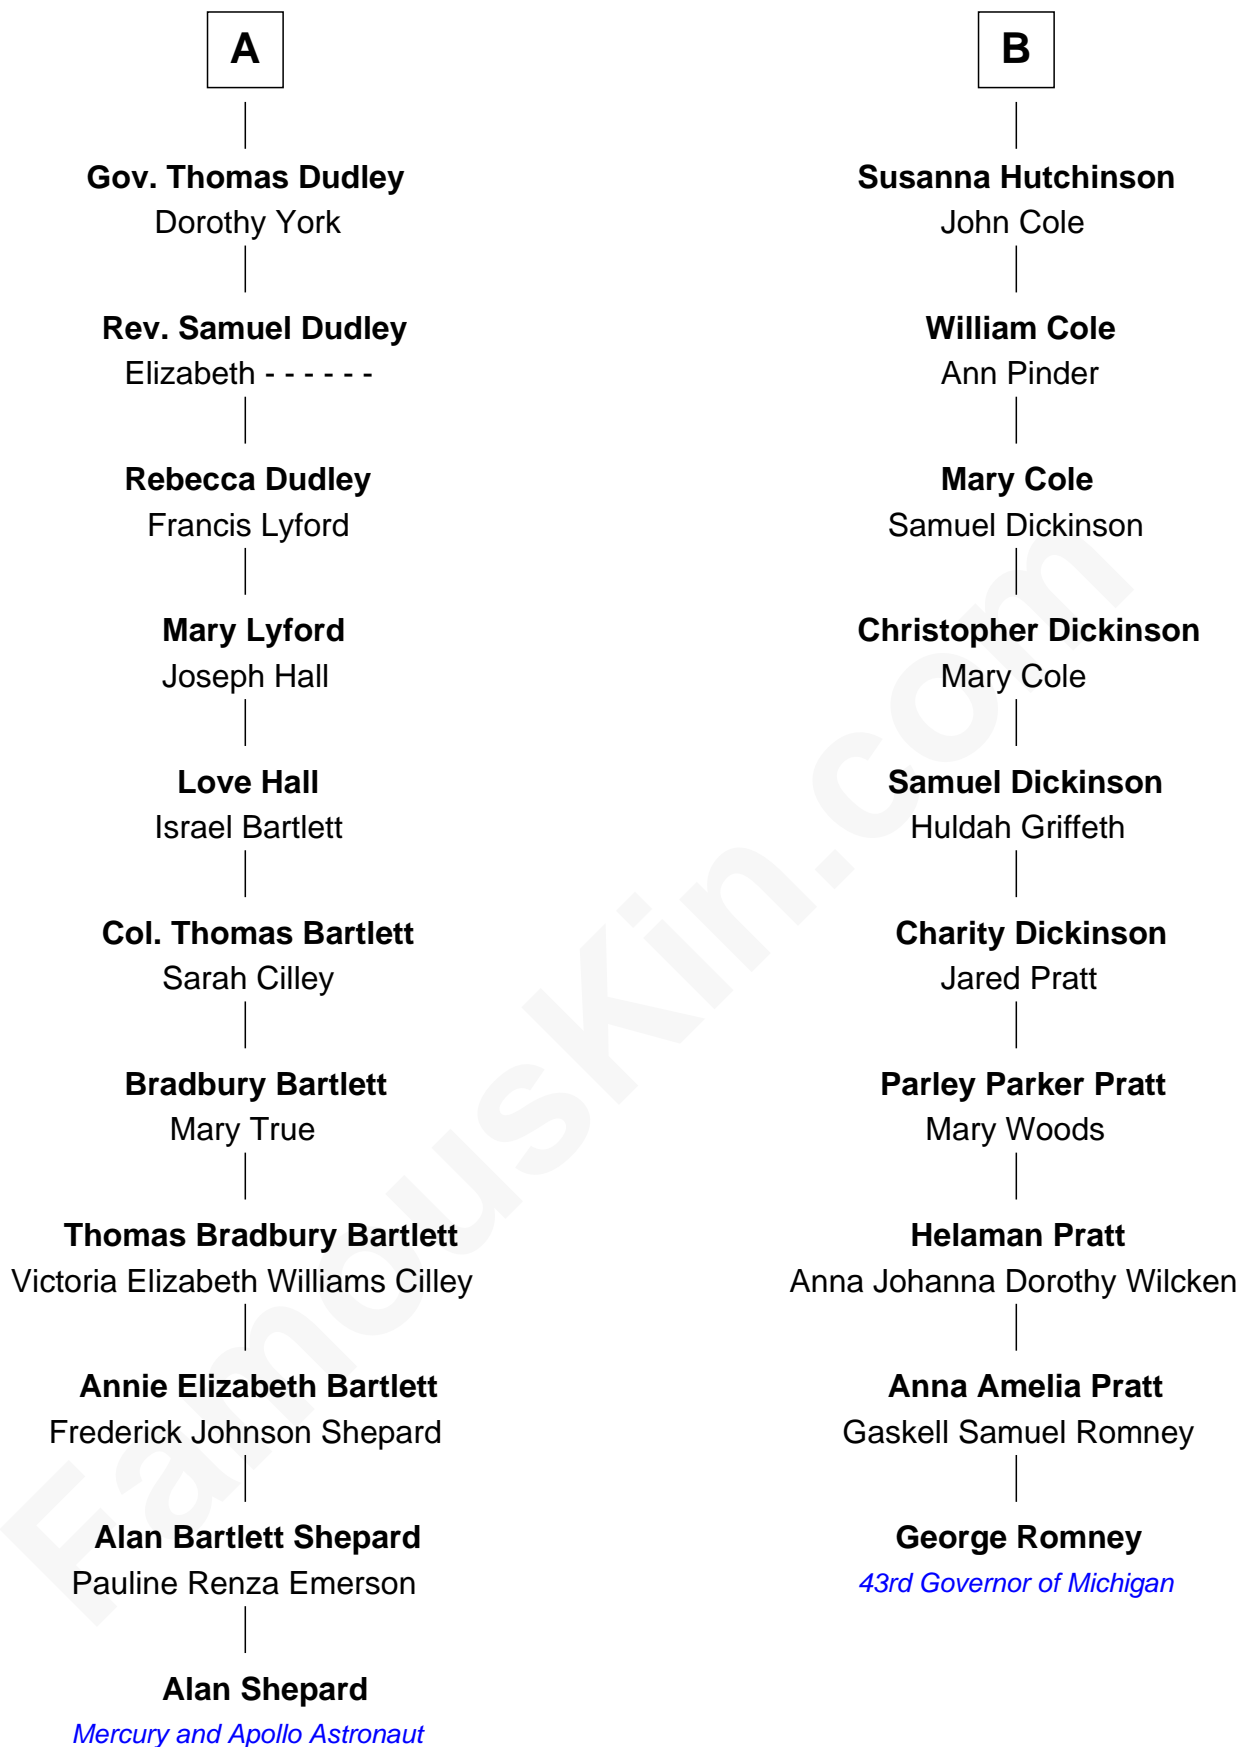 A
Gov. Thomas Dudley
Dorothy York
Rev. Samuel Dudley
Elizabeth - - - - - -
Rebecca Dudley
Francis Lyford
Mary Lyford
Joseph Hall
Love Hall
Israel Bartlett
Col. Thomas Bartlett
Sarah Cilley
Bradbury Bartlett
Mary True
Thomas Bradbury Bartlett
Victoria Elizabeth Williams Cilley
Annie Elizabeth Bartlett
Frederick Johnson Shepard
Alan Bartlett Shepard
Pauline Renza Emerson
Alan Shepard
Mercury and Apollo Astronaut
B
Susanna Hutchinson
John Cole
William Cole
Ann Pinder
Mary Cole
Samuel Dickinson
Christopher Dickinson
Mary Cole
Samuel Dickinson
Huldah Griffeth
Charity Dickinson
Jared Pratt
Parley Parker Pratt
Mary Woods
Helaman Pratt
Anna Johanna Dorothy Wilcken
Anna Amelia Pratt
Gaskell Samuel Romney
George Romney
43rd Governor of Michigan
FamousKin.com